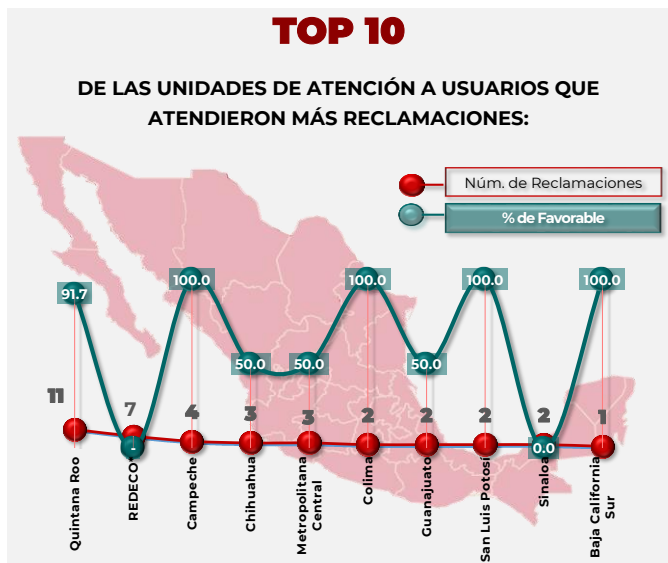 TOP 10
DE LAS UNIDADES DE ATENCIÓN A USUARIOS QUE
ATENDIERON MÁS RECLAMACIONES:
Núm. de Reclamaciones
% de Favorable
91.7
-
100.0
50.0
50.0
100.0
50.0
100.0
0.0
100.0
11
7
4
3
3
2
2
2
2
1
Quintana Roo
REDECO
Campeche
Chihuahua
Metropolitana
Central
Colima
Guanajuato
San Luis Potosí
Sinaloa
Baja California
Sur